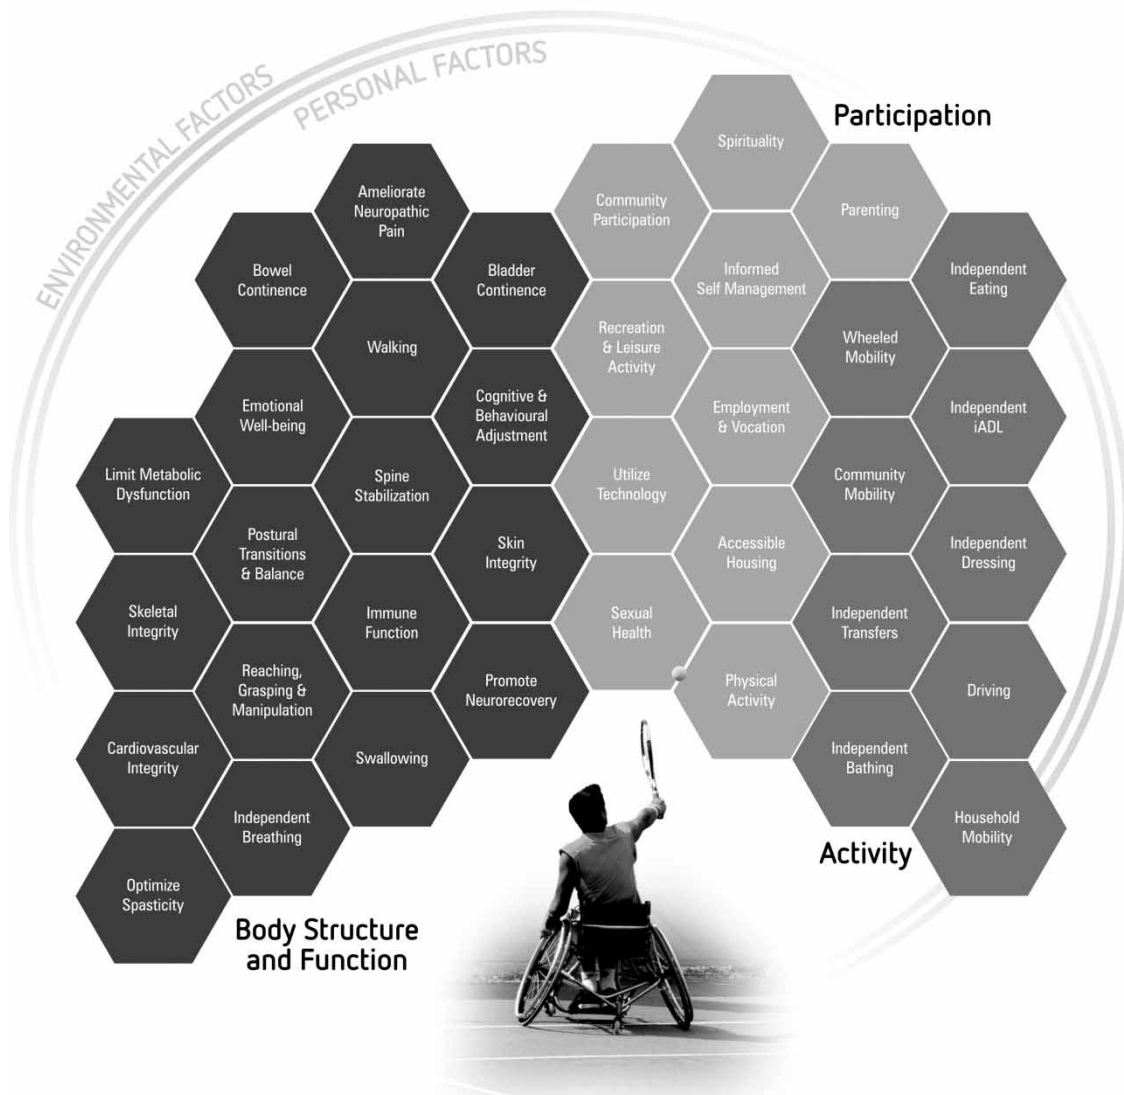 ENVIRONMENTAL FACTORS
PERSONAL FACTORS
Participation
Spirituality
Ameliorate
Neuropathic
Pain
Community
Participation
Parenting
Bowel
Continence
Bladder
Continence
Informed
Self Management
Independent
Eating
Walking
Recreation
& Leisure
Activity
Wheeled
Mobility
Emotional
Well-being
Cognitive &
Behavioural
Adjustment
Employment
& Vocation
Independent
iADL
Limit Metabolic
Dysfunction
Spine
Stabilization
Utilize
Technology
Community
Mobility
Postural
Transitions
& Balance
Skin
Integrity
Accessible
Housing
Independent
Dressing
Skeletal
Integrity
Immune
Function
Sexual
Health
Independent
Transfers
Reaching,
Grasping &
Manipulation
Promote
Neurorecovery
Physical
Activity
Driving
Cardiovascular
Integrity
Swallowing
Independent
Bathing
Independent
Breathing
Household
Mobility
Activity
Optimize
Spasticity
Body Structure
and Function